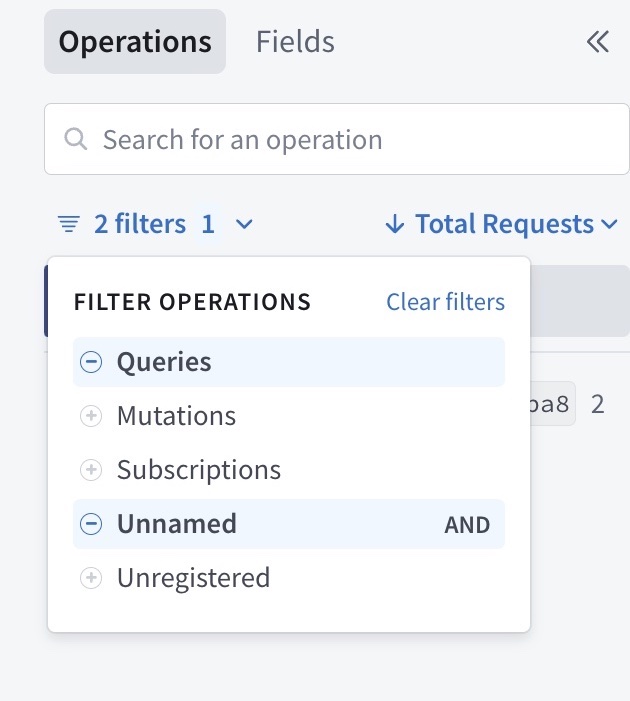 Operations Fields
Search for an operation
2 filters 1 Total Requests
FILTER OPERATIONS Clear filters
Queries
Mutations
ba8 2
Subscriptions
Unnamed AND
Unregistered